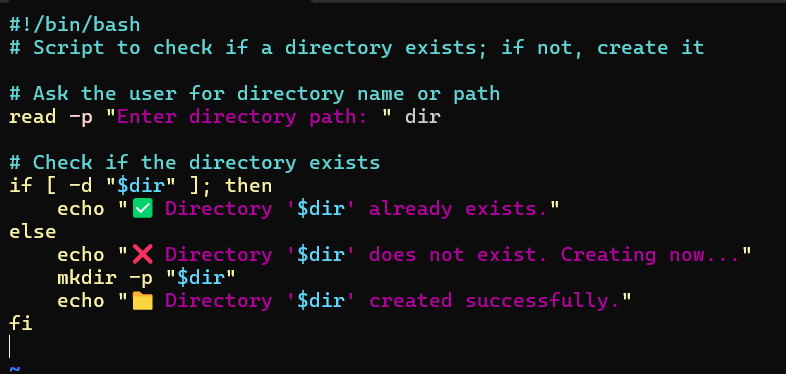 #!/bin/bash
# Script to check if a directory exists; if not, create it

# Ask the user for directory name or path
read -p "Enter directory path: " dir

# Check if the directory exists
if [ -d "$dir" ]; then
    echo "✅ Directory '$dir' already exists."
else
    echo "❌ Directory '$dir' does not exist. Creating now..."
    mkdir -p "$dir"
    echo "📁 Directory '$dir' created successfully."
fi

~